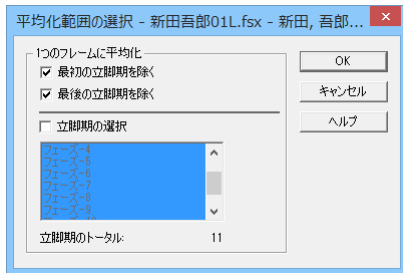 平均化範囲の選択 - 新田吾郎01L.fsx - 新田, 吾郎...
1つのフレームに平均化
最初の立脚期を除く
最後の立脚期を除く
立脚期の選択
フェーズ-4
フェーズ-5
フェーズ-6
フェーズ-7
フェーズ-8
フェーズ-9
立脚期のトータル: 11
OK
キャンセル
ヘルプ